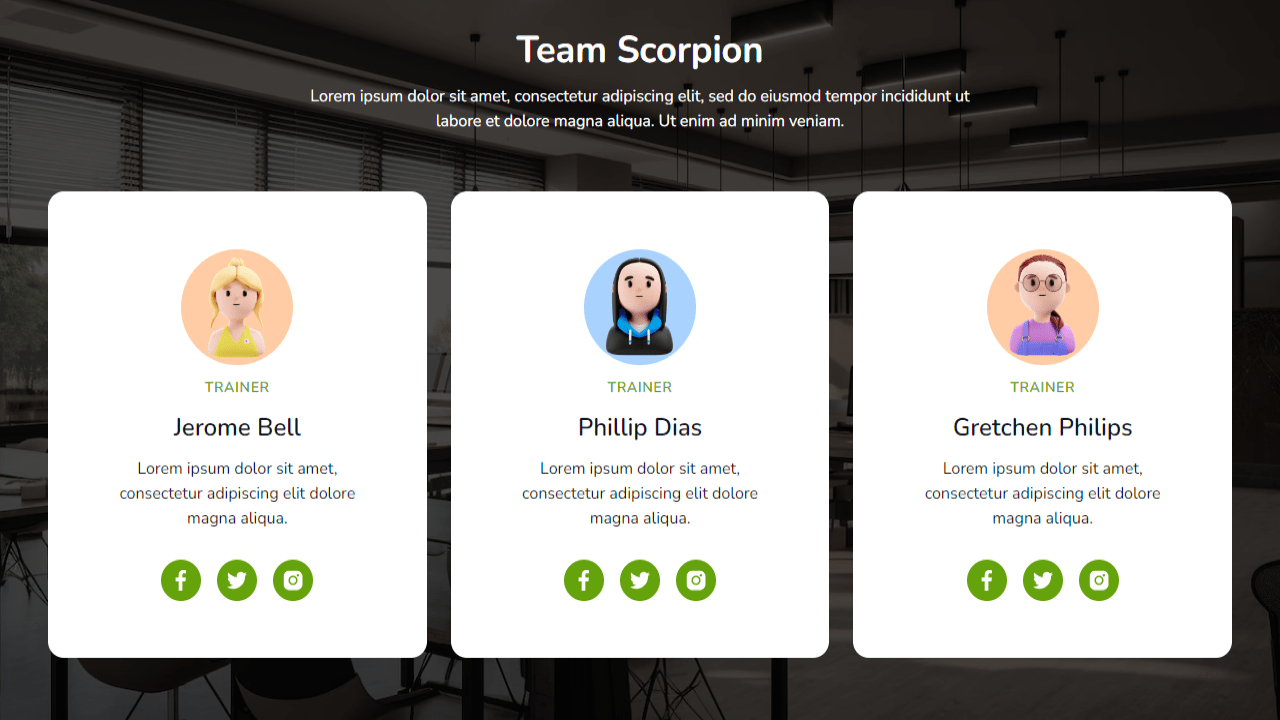 Team Scorpion
Lorem ipsum dolor sit amet, consectetur adipiscing elit, sed do eiusmod tempor incididunt ut
labore et dolore magna aliqua. Ut enim ad minim veniam.
TRAINER
Jerome Bell
Lorem ipsum dolor sit amet,
consectetur adipiscing elit dolore
magna aliqua.
TRAINER
Phillip Dias
Lorem ipsum dolor sit amet,
consectetur adipiscing elit dolore
magna aliqua.
TRAINER
Gretchen Philips
Lorem ipsum dolor sit amet,
consectetur adipiscing elit dolore
magna aliqua.